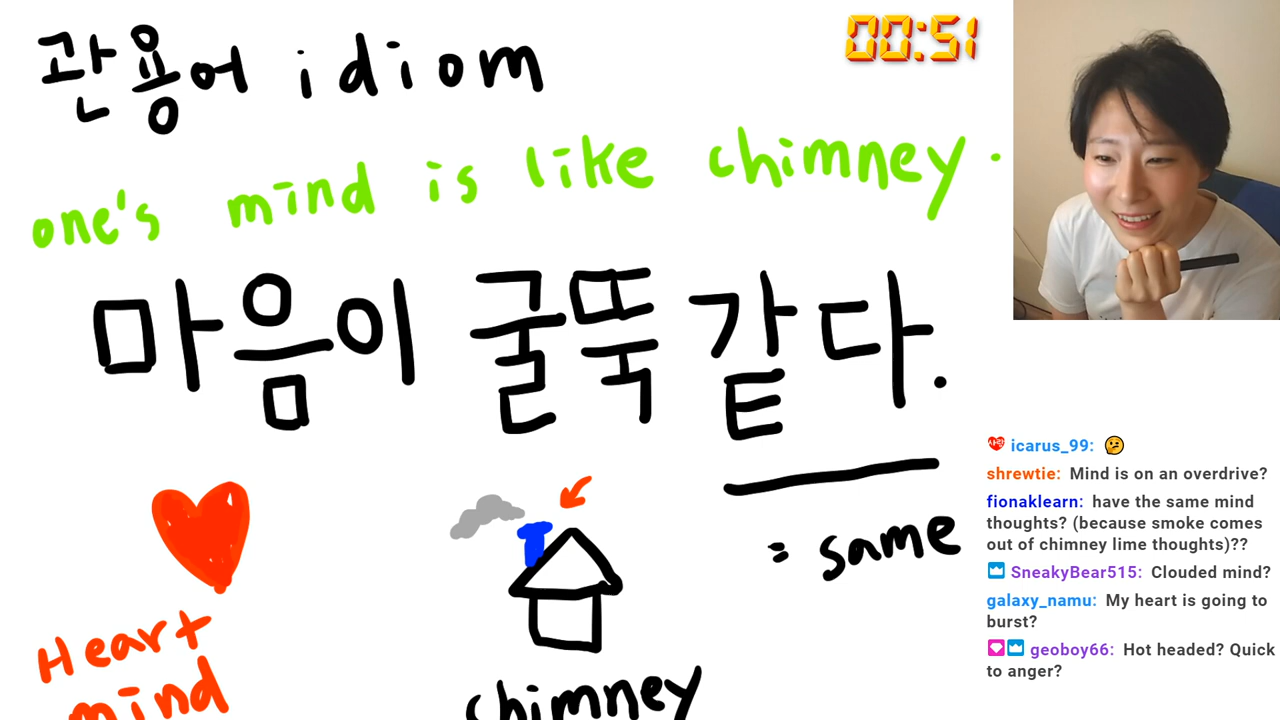 관용어 idiom
00:51
one's mind is like chimney.
마음이 굴뚝 같다.
= same
Heart
mind
chimney
사랑 icarus_99:
shrewtie: Mind is on an overdrive?
fionaklearn: have the same mind
thoughts? (because smoke comes
out of chimney lime thoughts)??
SneakyBear515: Clouded mind?
galaxy_namu: My heart is going to
burst?
geoboy66: Hot headed? Quick
to anger?